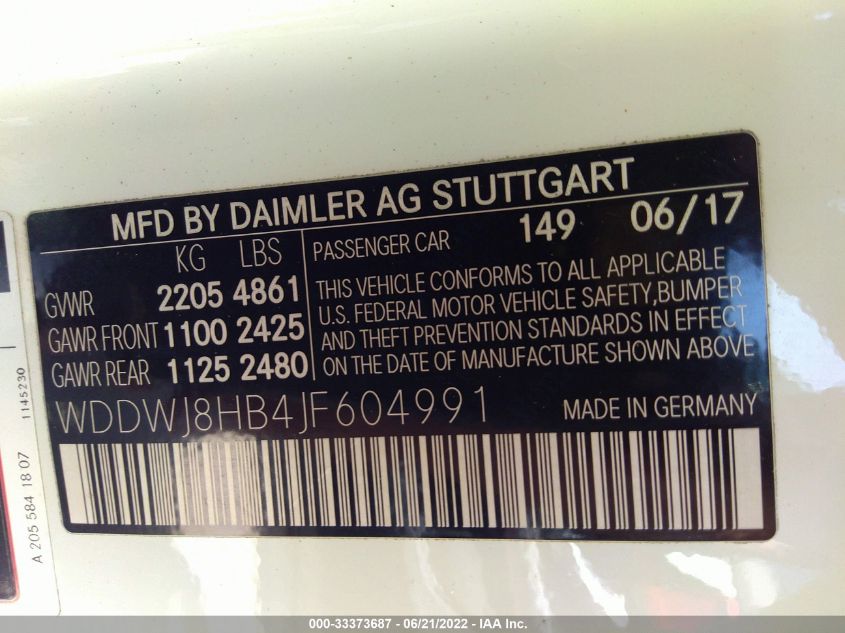 MFD BY DAIMLER AG STUTTGART
KG LBS
GVWR 2205 4861
GAWR FRONT 1100 2425
GAWR REAR 1125 2480
PASSENGER CAR 149 06/17
THIS VEHICLE CONFORMS TO ALL APPLICABLE
U.S. FEDERAL MOTOR VEHICLE SAFETY,BUMPER
AND THEFT PREVENTION STANDARDS IN EFFECT
ON THE DATE OF MANUFACTURE SHOWN ABOVE
WDDWJ8HB4JF604991 MADE IN GERMANY
A 205 584 18 07 1145230
000-33373687 - 06/21/2022 - IAA Inc.